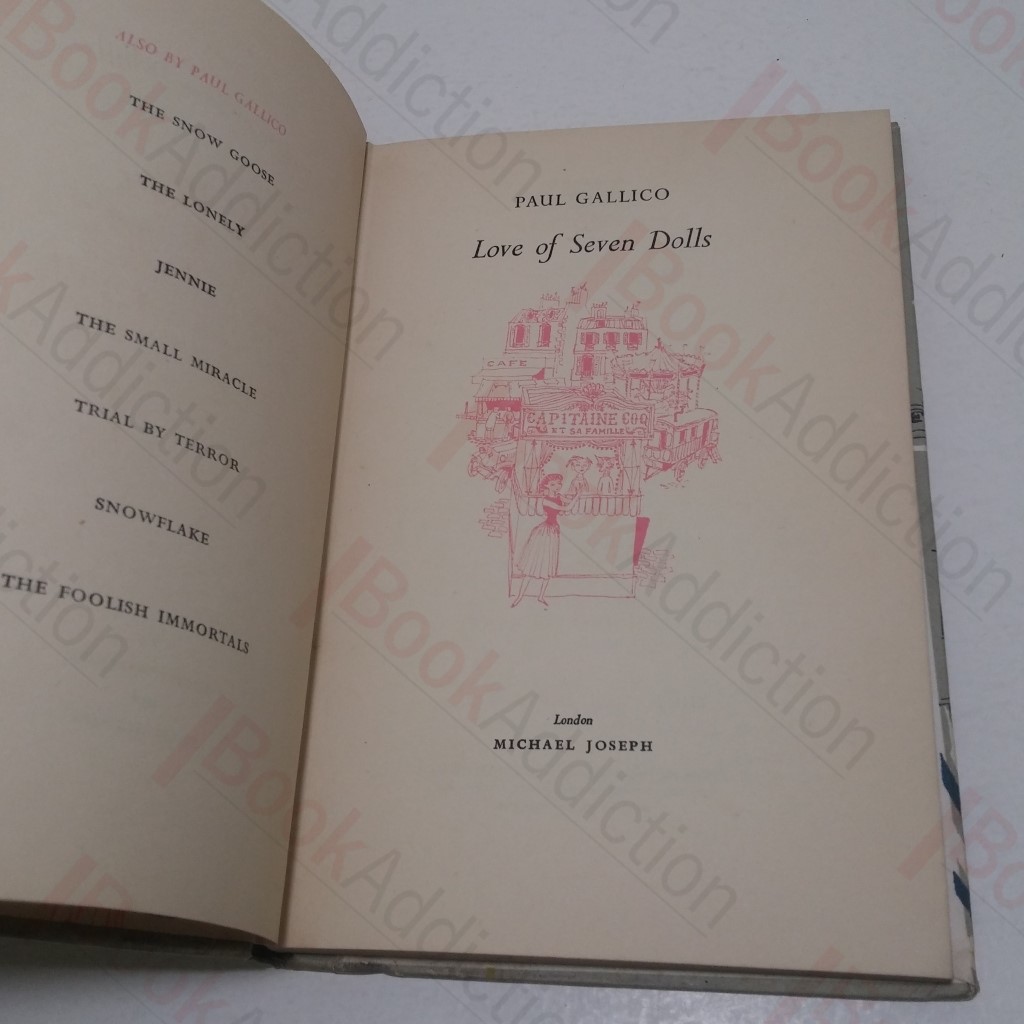 ALSO BY PAUL GALLICO
THE SNOW GOOSE
THE LONELY
JENNIE
THE SMALL MIRACLE
TRIAL BY TERROR
SNOWFLAKE
THE FOOLISH IMMORTALS
PAUL GALLICO
Love of Seven Dolls
CAFE
CAPITAINE COQ
ET SA FAMILLE
London
MICHAEL JOSEPH
BookAddiction